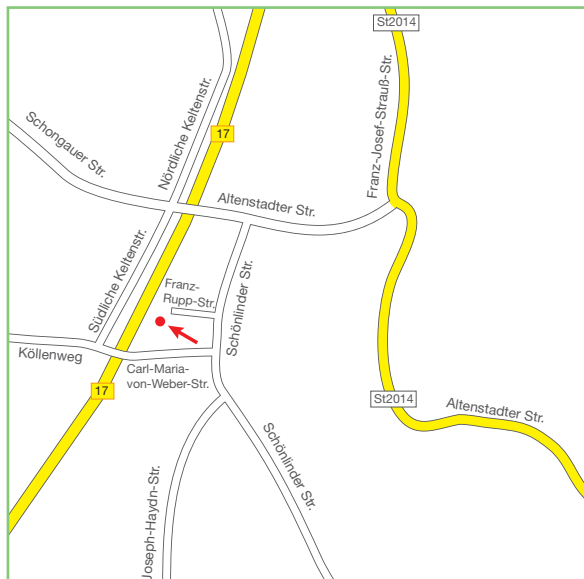 St2014
Schongauer Str.
Nördliche Keltenstr.
17
Franz-Josef-Strauß-Str.
Altenstadter Str.
Südliche Keltenstr.
Franz-
Rupp-Str.
Schönlinder Str.
Köllenweg
Carl-Maria-
von-Weber-Str.
17
St2014
Altenstadter Str.
Schönlinder Str.
Joseph-Haydn-Str.